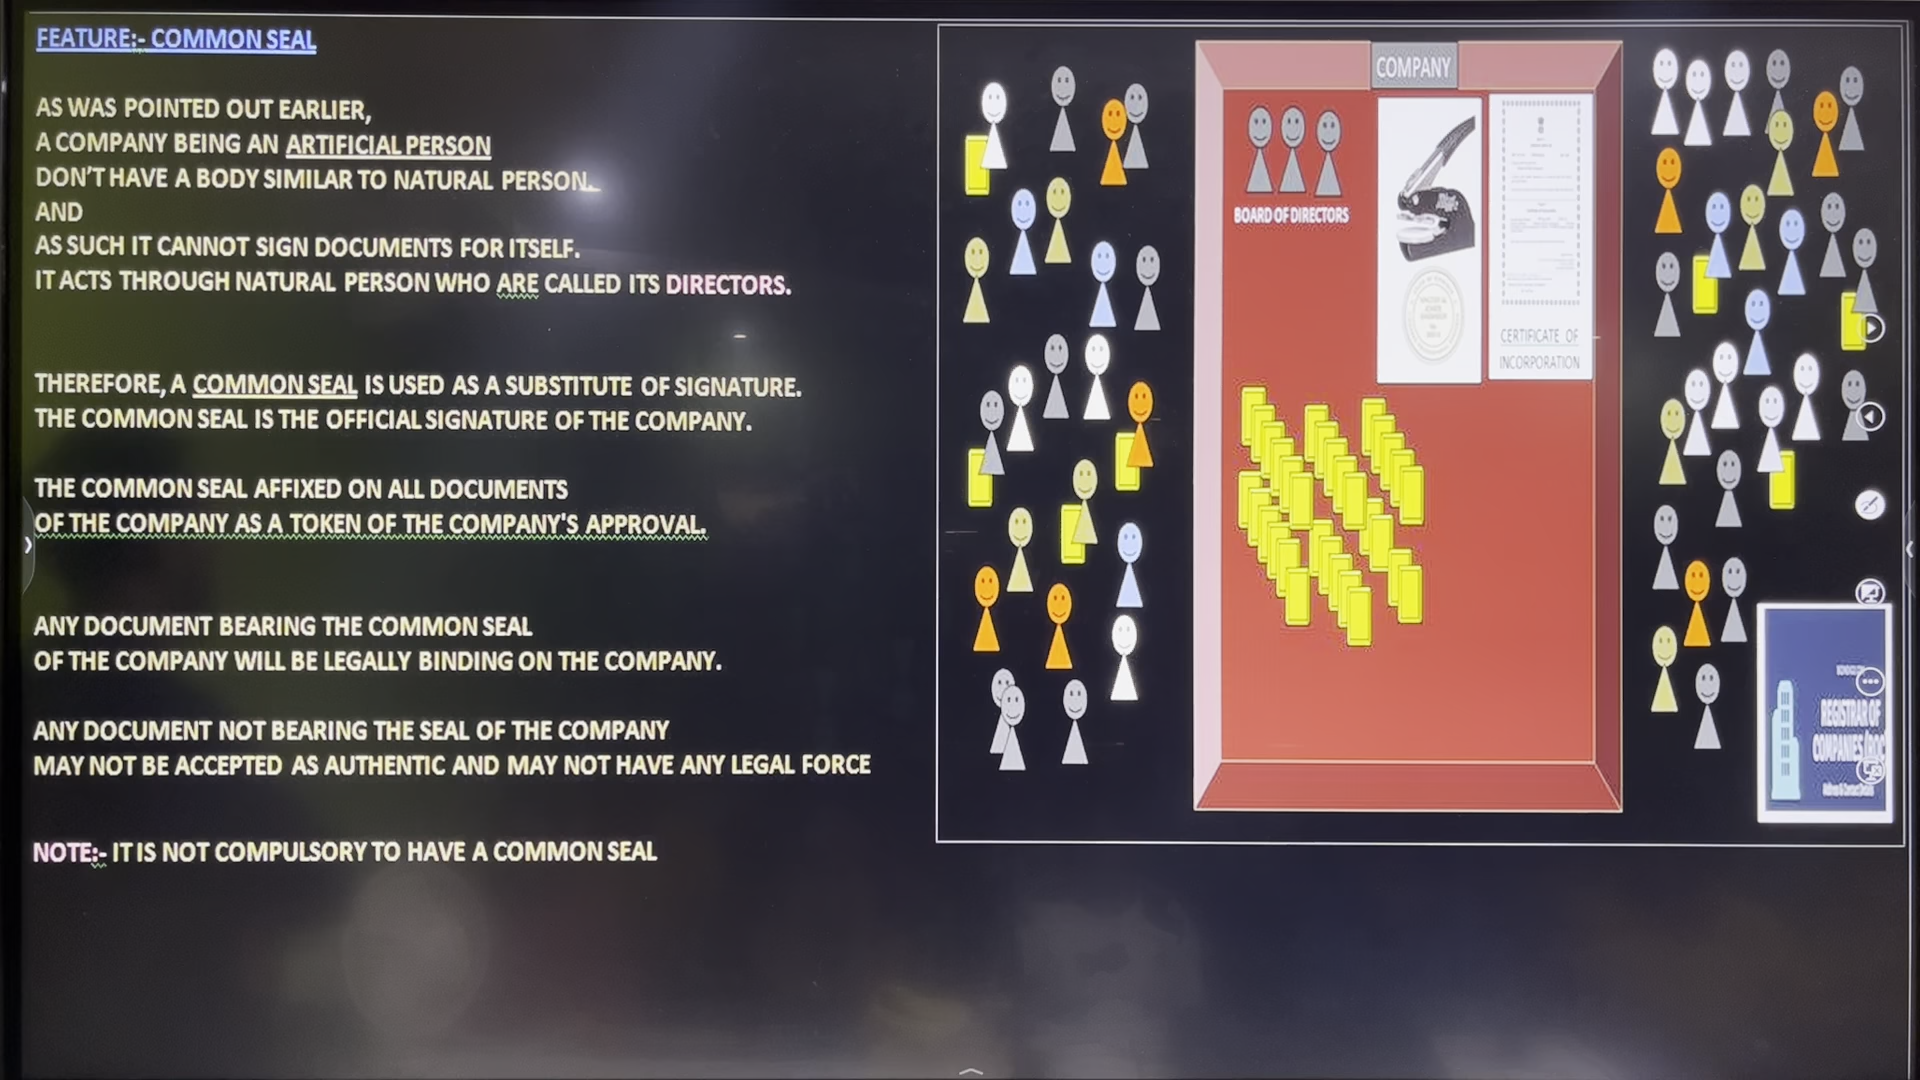 FEATURE:- COMMON SEAL
AS WAS POINTED OUT EARLIER,
A COMPANY BEING AN ARTIFICIAL PERSON
DON'T HAVE A BODY SIMILAR TO NATURAL PERSON.
AND
AS SUCH IT CANNOT SIGN DOCUMENTS FOR ITSELF.
IT ACTS THROUGH NATURAL PERSON WHO ARE CALLED ITS DIRECTORS.
THEREFORE, A COMMON SEAL IS USED AS A SUBSTITUTE OF SIGNATURE.
THE COMMON SEAL IS THE OFFICIAL SIGNATURE OF THE COMPANY.
THE COMMON SEAL AFFIXED ON ALL DOCUMENTS
OF THE COMPANY AS A TOKEN OF THE COMPANY'S APPROVAL.
ANY DOCUMENT BEARING THE COMMON SEAL
OF THE COMPANY WILL BE LEGALLY BINDING ON THE COMPANY.
ANY DOCUMENT NOT BEARING THE SEAL OF THE COMPANY
MAY NOT BE ACCEPTED AS AUTHENTIC AND MAY NOT HAVE ANY LEGAL FORCE
NOTE:- IT IS NOT COMPULSORY TO HAVE A COMMON SEAL
COMPANY
BOARD OF DIRECTORS
CERTIFICATE OF
INCORPORATION
REGISTRAR OF
COMPANIES (ROC